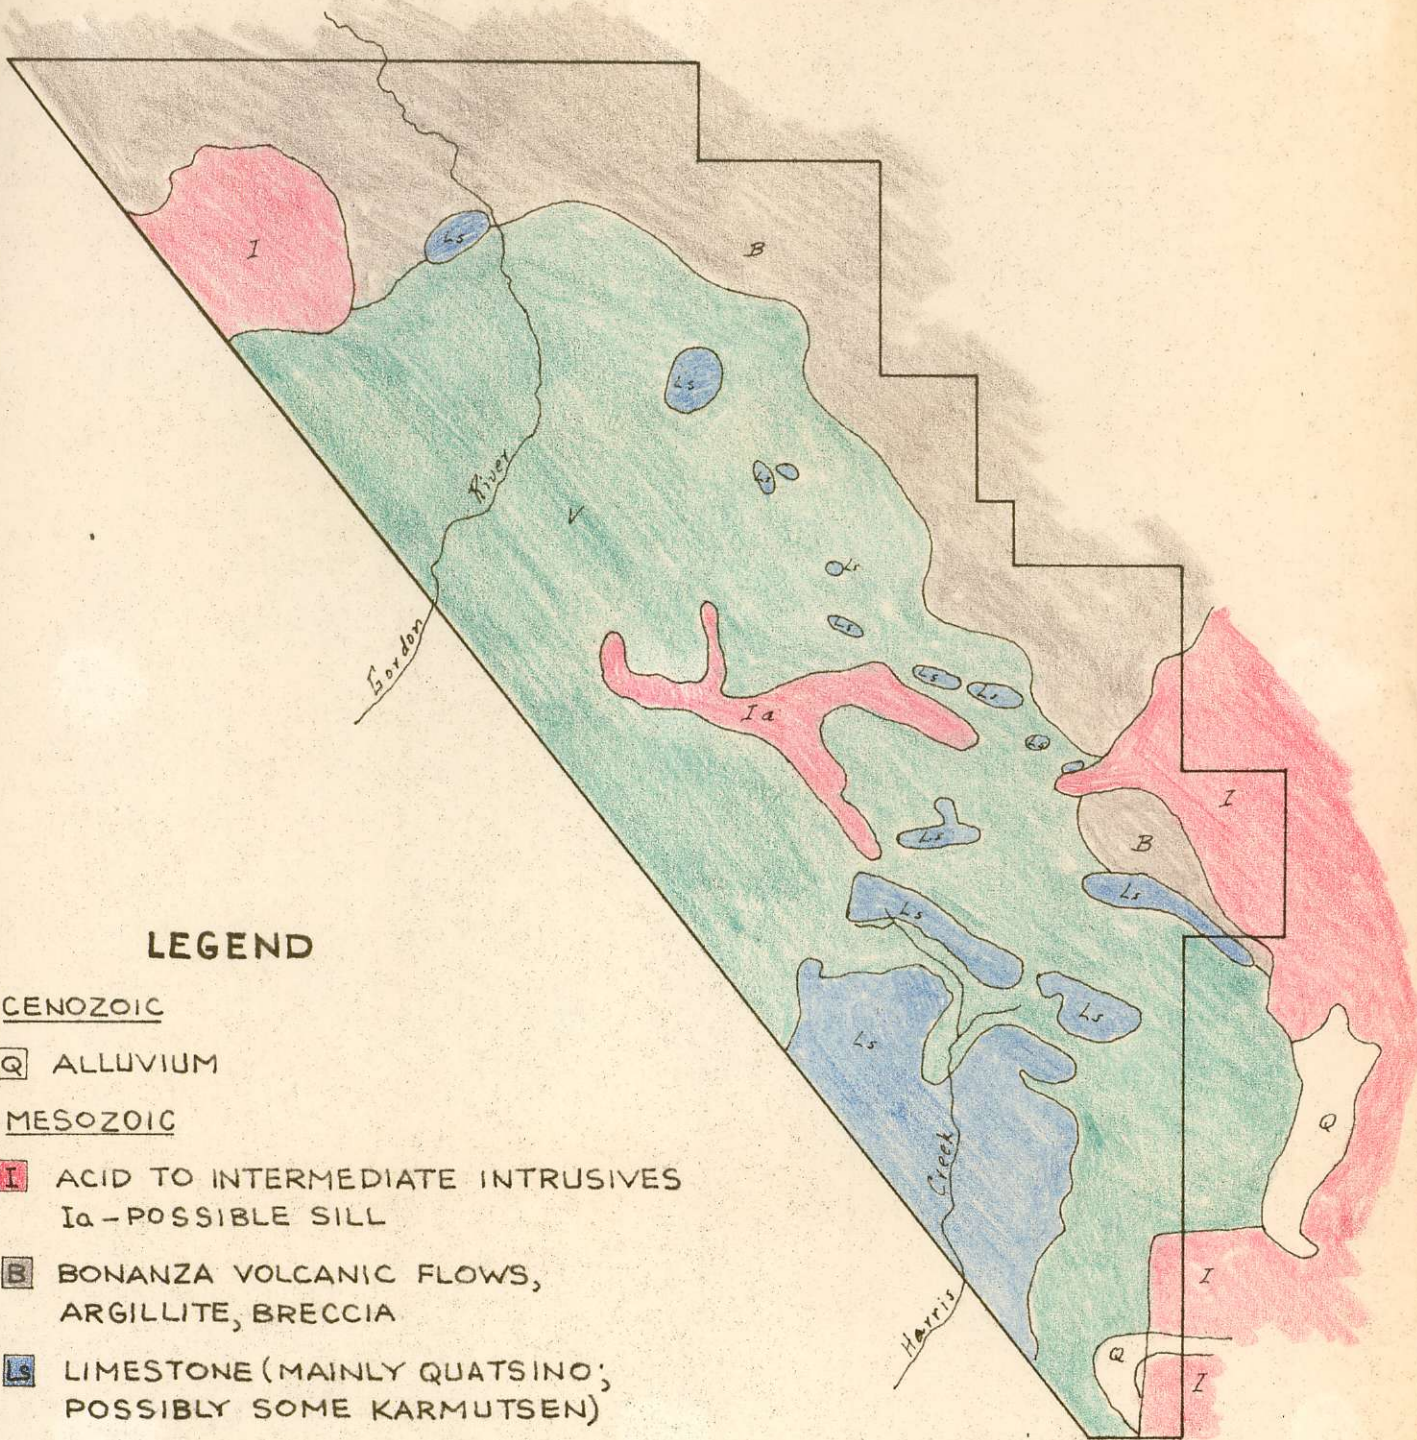 I
Ls
B
Ls
Ls
River
V
Ls
Gordon
Ls
Ls
Ls
Ia
Ls
I
Ls
B
Ls
Ls
Ls
Ls
Q
Creek
I
Harris
Q
I
LEGEND
CENOZOIC
Q ALLUVIUM
MESOZOIC
I ACID TO INTERMEDIATE INTRUSIVES
Ia - POSSIBLE SILL
B BONANZA VOLCANIC FLOWS,
ARGILLITE, BRECCIA
Ls LIMESTONE (MAINLY QUATSINO;
POSSIBLY SOME KARMUTSEN)